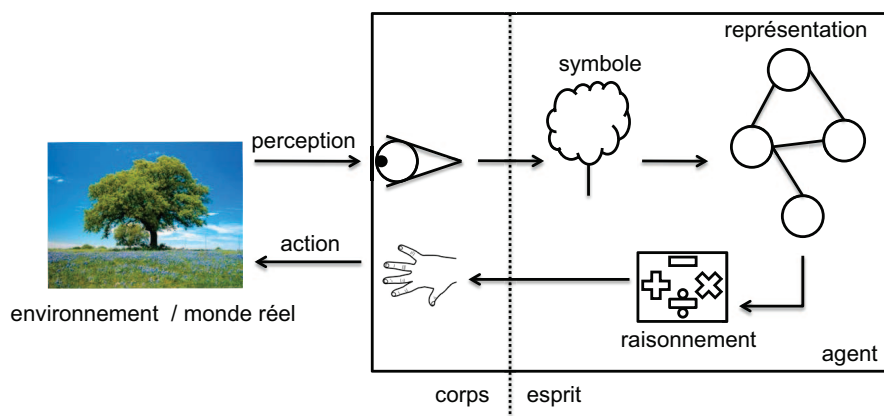 représentation
symbole
perception
action
environnement / monde réel
raisonnement
agent
corps
esprit